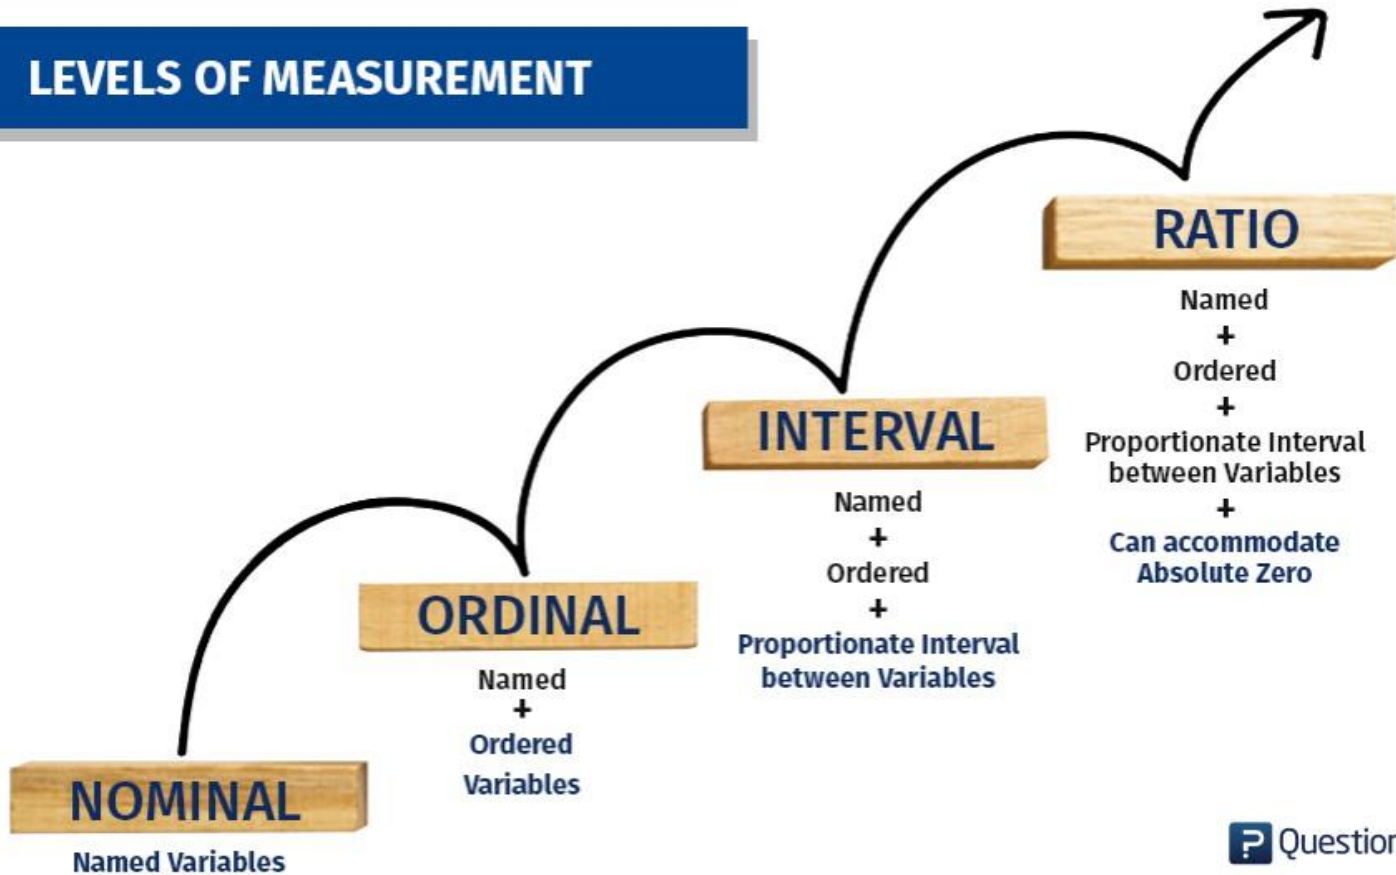 LEVELS OF MEASUREMENT
RATIO
Named
+
Ordered
+
Proportionate Interval
between Variables
+
Can accommodate
Absolute Zero
INTERVAL
Named
+
Ordered
+
Proportionate Interval
between Variables
ORDINAL
Named
+
Ordered
Variables
NOMINAL
Named Variables
? Question